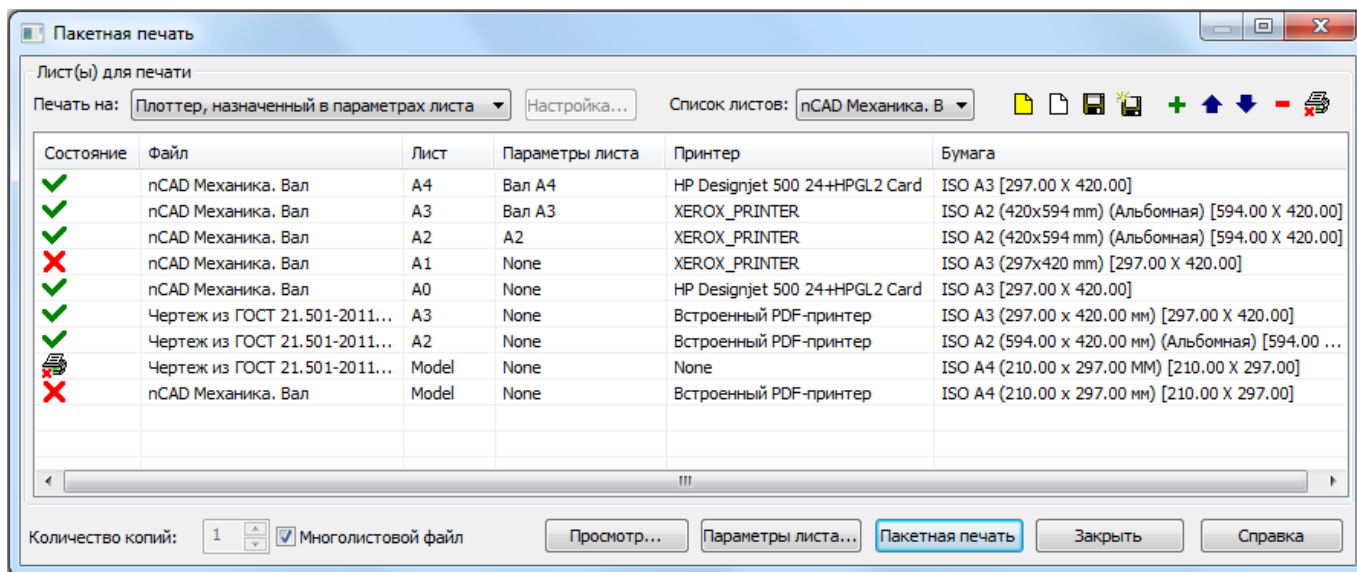 Пакетная печать
Лист(ы) для печати
Печать на: Плоттер, назначенный в параметрах листа Настройка... Список листов: nCAD Механика. В
Состояние Файл Лист Параметры листа Принтер Бумага
nCAD Механика. Вал A4 Вал A4 HP Designjet 500 24+HPGL2 Card ISO A3 [297.00 X 420.00]
nCAD Механика. Вал A3 Вал A3 XEROX_PRINTER ISO A2 (420x594 mm) (Альбомная) [594.00 X 420.00]
nCAD Механика. Вал A2 A2 XEROX_PRINTER ISO A2 (420x594 mm) (Альбомная) [594.00 X 420.00]
nCAD Механика. Вал A1 None XEROX_PRINTER ISO A3 (297x420 mm) [297.00 X 420.00]
nCAD Механика. Вал A0 None HP Designjet 500 24+HPGL2 Card ISO A3 [297.00 X 420.00]
Чертеж из ГОСТ 21.501-2011... A3 None Встроенный PDF-принтер ISO A3 (297.00 x 420.00 мм) [297.00 X 420.00]
Чертеж из ГОСТ 21.501-2011... A2 None Встроенный PDF-принтер ISO A2 (594.00 x 420.00 мм) (Альбомная) [594.00 ...
Чертеж из ГОСТ 21.501-2011... Model None None ISO A4 (210.00 x 297.00 MM) [210.00 X 297.00]
nCAD Механика. Вал Model None Встроенный PDF-принтер ISO A4 (210.00 x 297.00 мм) [210.00 X 297.00]
Количество копий: 1 Многолистовой файл Просмотр... Параметры листа... Пакетная печать Закрыть Справка